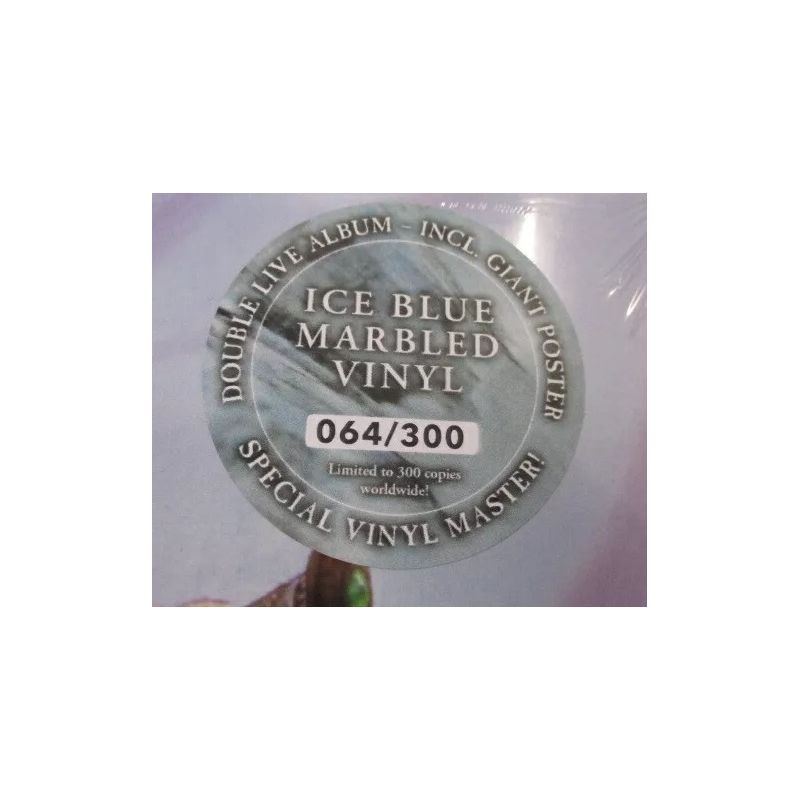 DOUBLE LIVE ALBUM – INCL. GIANT POSTER
ICE BLUE
MARBLED
VINYL
064/300
Limited to 300 copies
worldwide!
SPECIAL VINYL MASTER!